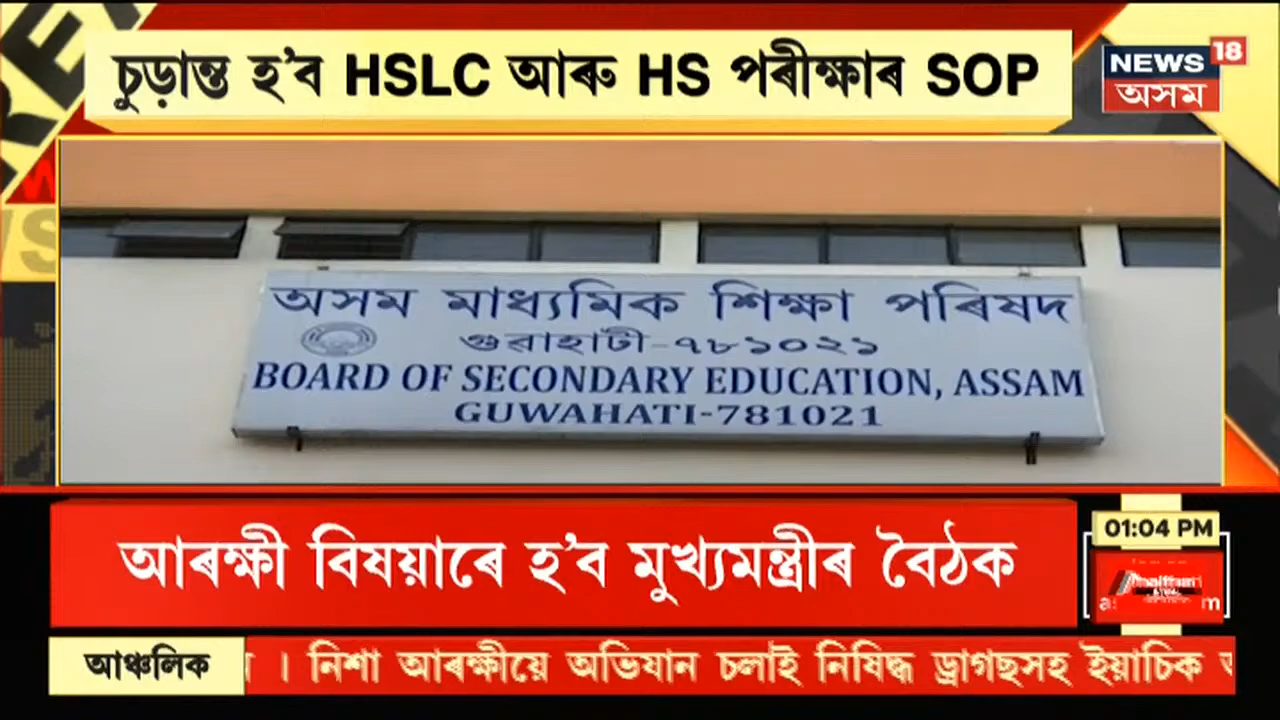 চূড়ান্ত হ'ব HSLC আৰু HS পৰীক্ষাৰ SOP
NEWS 18
অসম
অসম মাধ্যমিক শিক্ষা পৰিষদ
গুৱাহাটী-৭৮১০২১
BOARD OF SECONDARY EDUCATION, ASSAM
GUWAHATI-781021
আৰক্ষী বিষয়াৰে হ'ব মুখ্যমন্ত্ৰীৰ বৈঠক
01:04 PM
আঞ্চলিক
। নিশা আৰক্ষীয়ে অভিযান চলাই নিষিদ্ধ ড্ৰাগছসহ ইয়াচিক